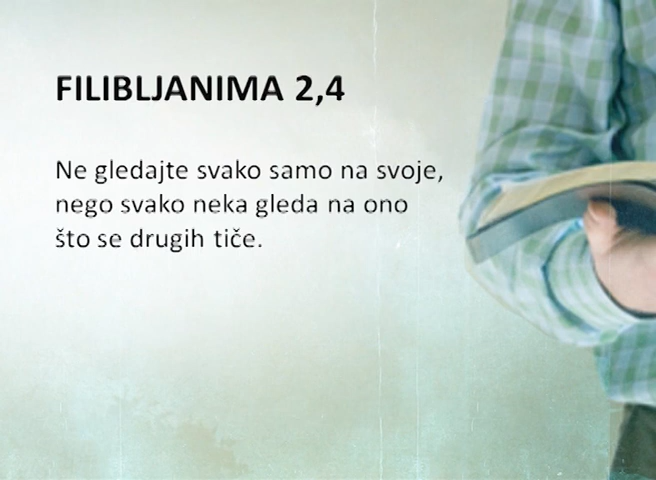 FILIBLJANIMA 2,4
Ne gledajte svako samo na svoje,
nego svako neka gleda na ono
što se drugih tiče.